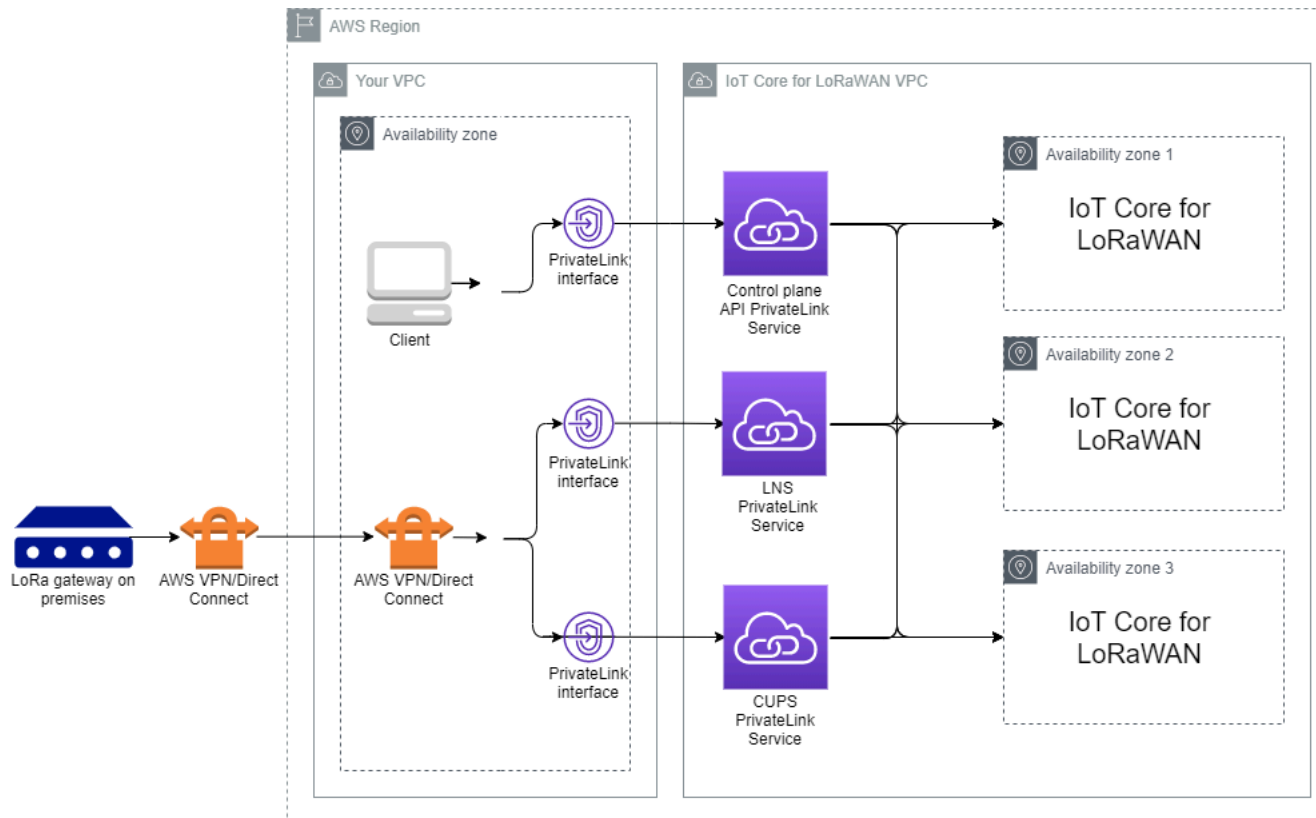 AWS Region
Your VPC
IoT Core for LoRaWAN VPC
Availability zone
Availability zone 1
IoT Core for
LoRaWAN
PrivateLink
interface
Client
Control plane
API PrivateLink
Service
Availability zone 2
IoT Core for
LoRaWAN
PrivateLink
interface
LNS
PrivateLink
Service
LoRa gateway on
premises
AWS VPN/Direct
Connect
AWS VPN/Direct
Connect
Availability zone 3
IoT Core for
LoRaWAN
PrivateLink
interface
CUPS
PrivateLink
Service